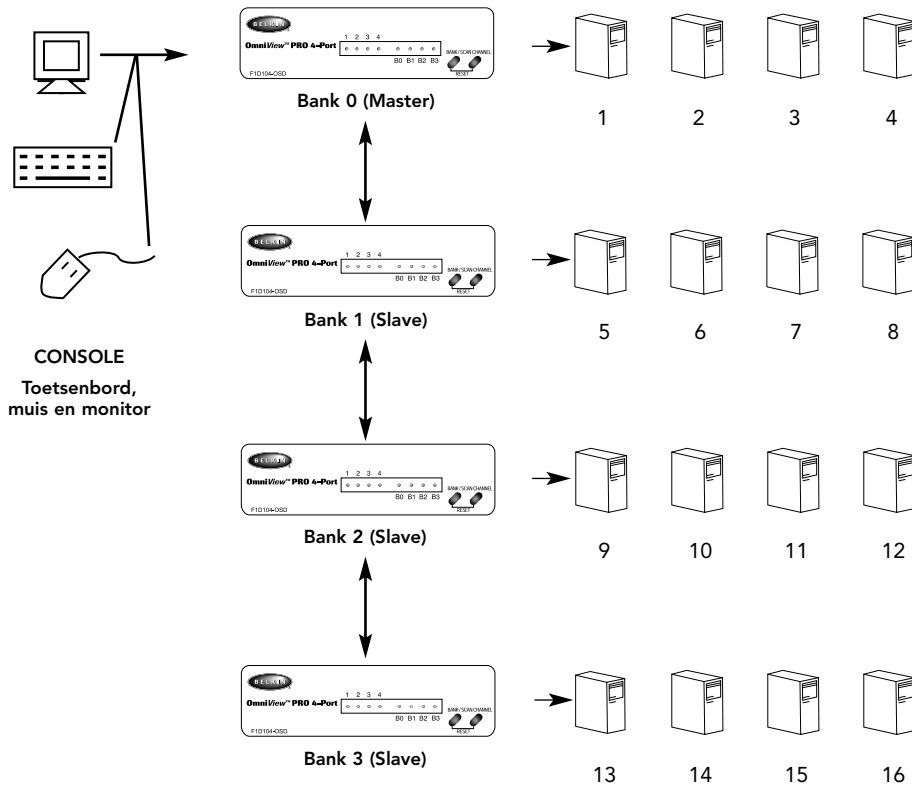 BELKIN
OmniView™ PRO 4-Port
1 2 3 4
B0 B1 B2 B3
BANK/SCAN CHANNEL
RESET
F1D104-OSD
Bank 0 (Master)
1 2 3 4
BELKIN
OmniView™ PRO 4-Port
1 2 3 4
B0 B1 B2 B3
BANK/SCAN CHANNEL
RESET
F1D104-OSD
Bank 1 (Slave)
5 6 7 8
CONSOLE
Toetsenbord,
muis en monitor
BELKIN
OmniView™ PRO 4-Port
1 2 3 4
B0 B1 B2 B3
BANK/SCAN CHANNEL
RESET
F1D104-OSD
Bank 2 (Slave)
9 10 11 12
BELKIN
OmniView™ PRO 4-Port
1 2 3 4
B0 B1 B2 B3
BANK/SCAN CHANNEL
RESET
F1D104-OSD
Bank 3 (Slave)
13 14 15 16